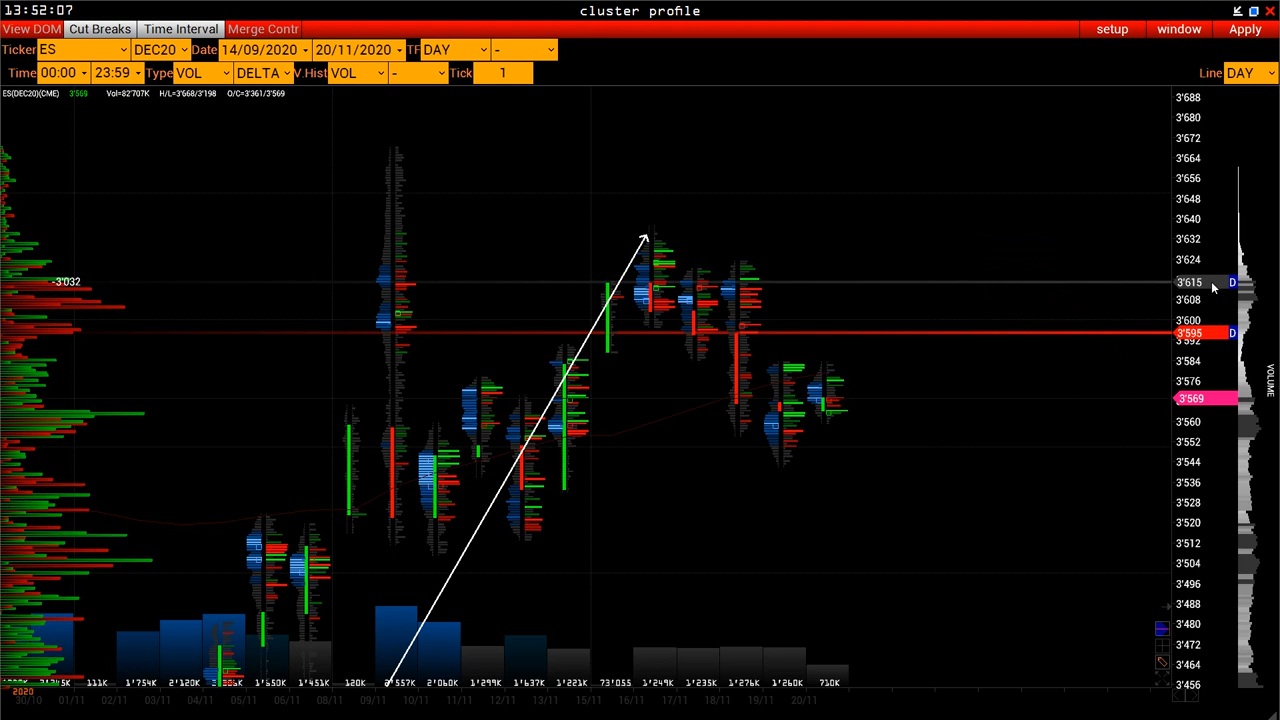 13:52:07 cluster profile
View DOM Cut Breaks Time Interval Merge Contr setup window Apply
Ticker ES DEC20 Date 14/09/2020 - 20/11/2020 TF DAY -
Time 00:00 - 23:59 Type VOL DELTA V.Hist VOL - Tick 1 Line DAY
ES(DEC20)(CME) 3'569 Vol=82'707K H/L=3'668/3'198 O/C=3'361/3'569
3'688
3'680
3'672
3'664
3'656
3'648
3'640
3'632
3'624
-3'032 D
3'600
3'595 D
3'584
3'576
3'569
VOLUME
3'560
3'552
3'544
3'536
3'528
3'520
3'512
3'504
3'496
3'488
3'480
3'472
3'464
111K 1'754K 2'120K 1'650K 1'451K 120K 2'060K 1'299K 1'637K 1'221K 73'055 1'249K 1'235K 1'276K 1'260K 710K 3'456
2020
30/10 01/11 02/11 03/11 04/11 05/11 06/11 08/11 09/11 10/11 11/11 12/11 13/11 15/11 16/11 17/11 18/11 19/11 20/11